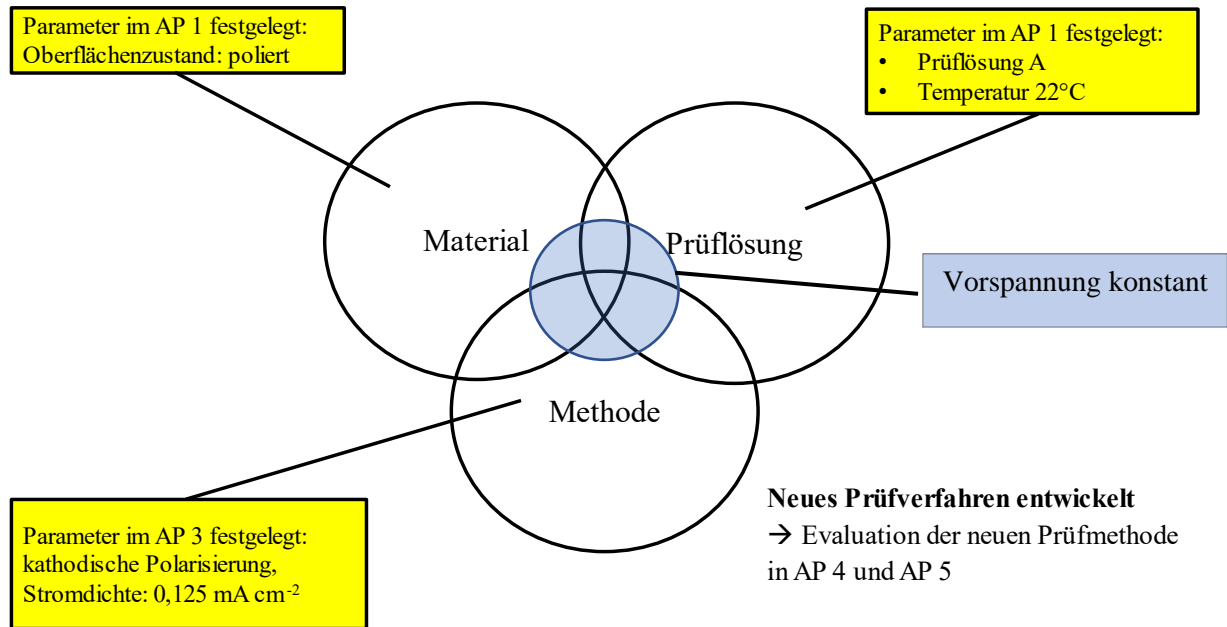 Parameter im AP 1 festgelegt:
Oberflächenzustand: poliert
Parameter im AP 1 festgelegt:
• Prüflösung A
• Temperatur 22°C
Material
Prüflösung
Vorspannung konstant
Methode
Parameter im AP 3 festgelegt:
kathodische Polarisierung,
Stromdichte: 0,125 mA cm⁻²
Neues Prüfverfahren entwickelt
→ Evaluation der neuen Prüfmethode
in AP 4 und AP 5